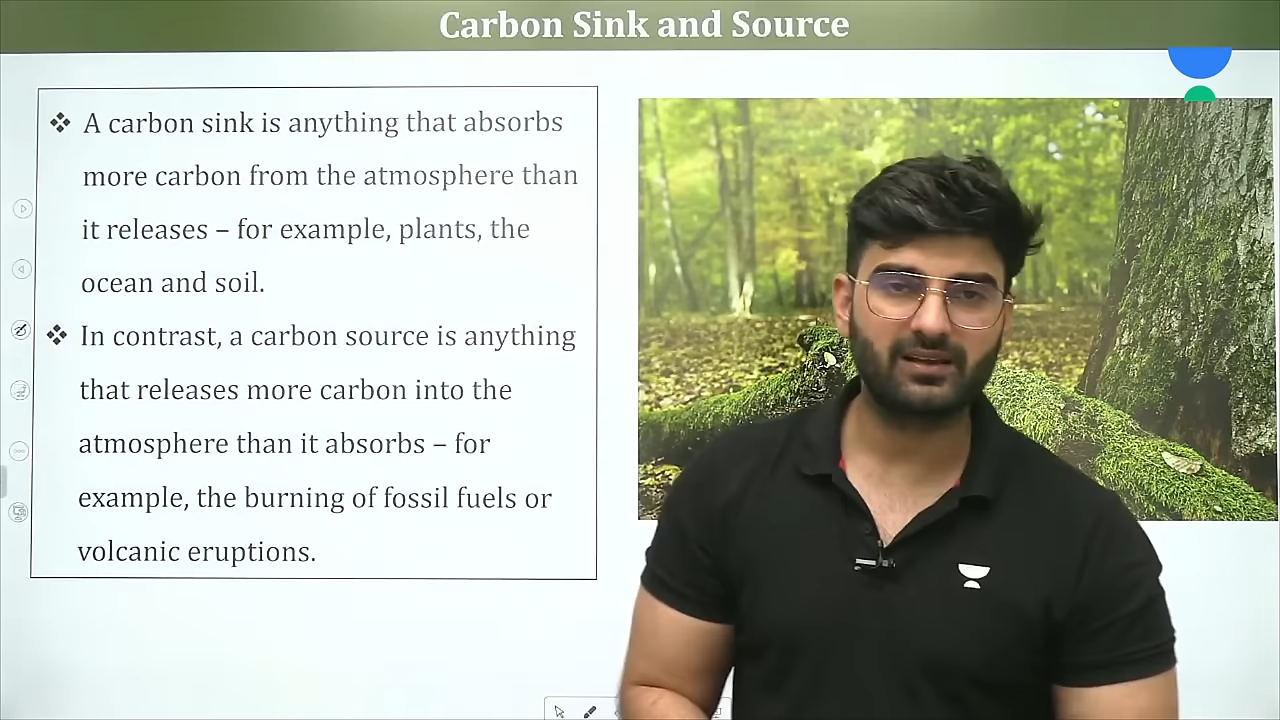 Carbon Sink and Source
❖ A carbon sink is anything that absorbs
more carbon from the atmosphere than
it releases – for example, plants, the
ocean and soil.
❖ In contrast, a carbon source is anything
that releases more carbon into the
atmosphere than it absorbs – for
example, the burning of fossil fuels or
volcanic eruptions.